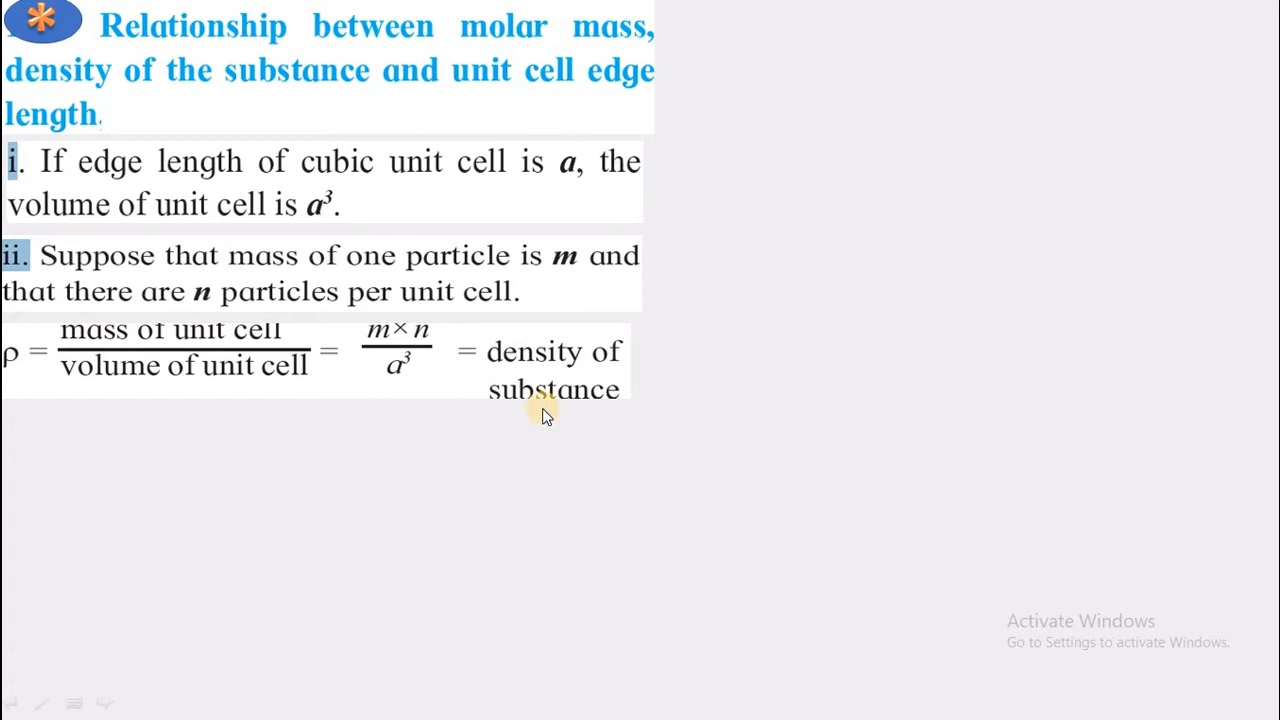 Relationship between molar mass,
density of the substance and unit cell edge
length.
i. If edge length of cubic unit cell is a, the
volume of unit cell is a³.
ii. Suppose that mass of one particle is m and
that there are n particles per unit cell.
ρ = mass of unit cell / volume of unit cell = m × n / a³ = density of
substance
Activate Windows
Go to Settings to activate Windows.